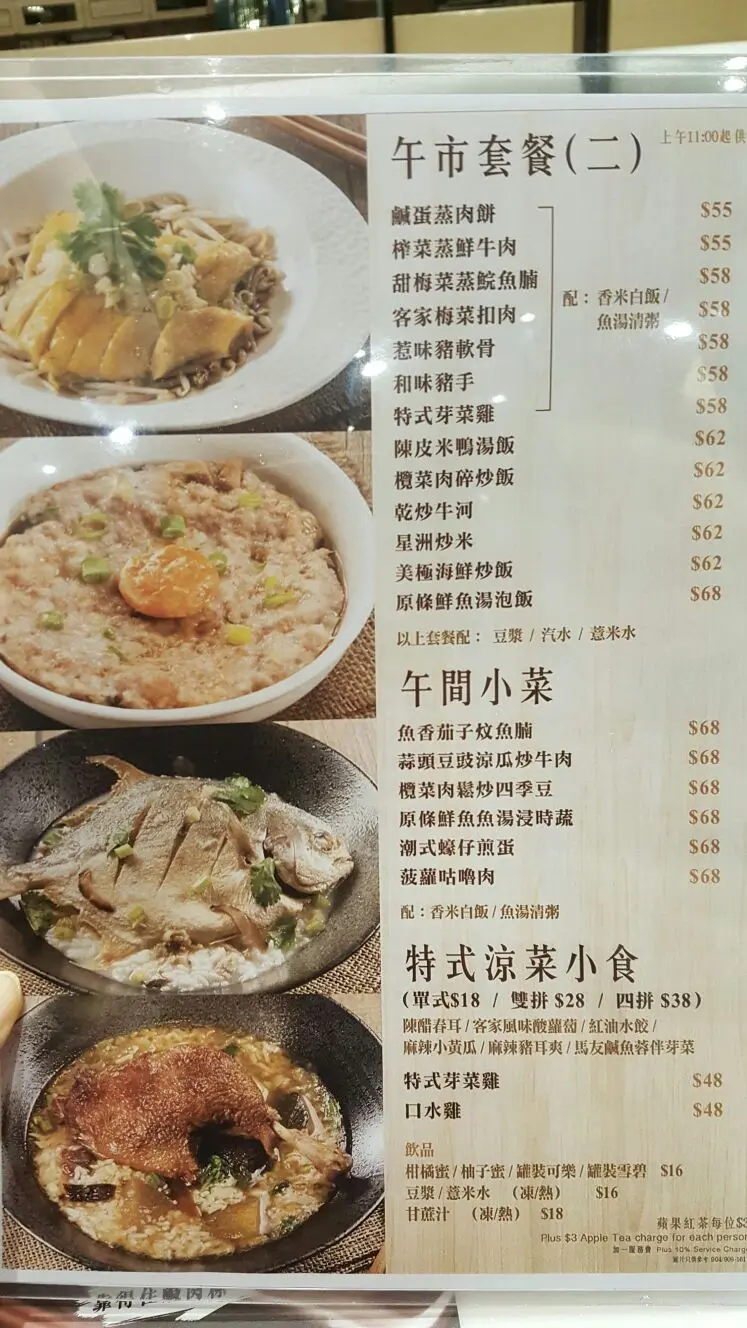 午市套餐(二) 上午11:00起供
鹹蛋蒸肉餅 $55
榨菜蒸鮮牛肉 $55
甜梅菜蒸鯇魚腩 $58
客家梅菜扣肉 $58
惹味豬軟骨 $58
和味豬手 $58
特式芽菜雞 $58
配：香米白飯/
魚湯清粥
陳皮米鴨湯飯 $62
欖菜肉碎炒飯 $62
乾炒牛河 $62
星洲炒米 $62
美極海鮮炒飯 $62
原條鮮魚湯泡飯 $68
以上套餐配： 豆漿 / 汽水 / 薏米水
午間小菜
魚香茄子炆魚腩 $68
蒜頭豆豉涼瓜炒牛肉 $68
欖菜肉鬆炒四季豆 $68
原條鮮魚魚湯浸時蔬 $68
潮式蠔仔煎蛋 $68
菠蘿咕嚕肉 $68
配：香米白飯/魚湯清粥
特式涼菜小食
(單式$18 / 雙拼 $28 / 四拼 $38)
陳醋舂耳/客家風味酸蘿蔔/紅油水餃/
麻辣小黃瓜/麻辣豬耳爽/馬友鹹魚蓉伴芽菜
特式芽菜雞 $48
口水雞 $48
飲品
柑橘蜜/柚子蜜/罐裝可樂/罐裝雪碧 $16
豆漿/薏米水 （凍/熱） $16
甘蔗汁 （凍/熱） $18
蘋果紅茶每位$3
Plus $3 Apple Tea charge for each person
加一服務費 Plus 10% Service Charge
圖片只供參考